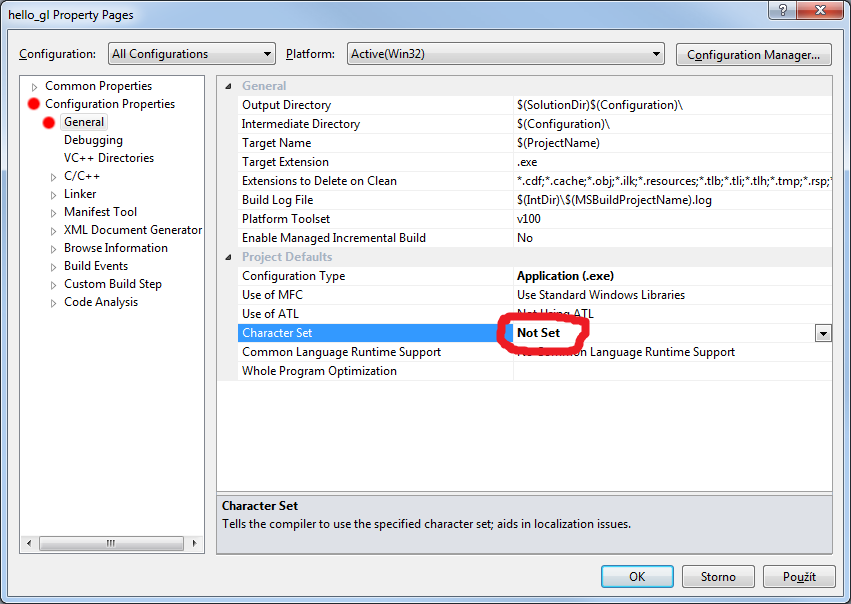 hello_gl Property Pages
Configuration: All Configurations Platform: Active(Win32) Configuration Manager...
Common Properties
Configuration Properties
General
Debugging
VC++ Directories
C/C++
Linker
Manifest Tool
XML Document Generator
Browse Information
Build Events
Custom Build Step
Code Analysis
General
Output Directory $(SolutionDir)$(Configuration)\
Intermediate Directory $(Configuration)\
Target Name $(ProjectName)
Target Extension .exe
Extensions to Delete on Clean *.cdf;*.cache;*.obj;*.ilk;*.resources;*.tlb;*.tli;*.tlh;*.tmp;*.rsp;*
Build Log File $(IntDir)\$(MSBuildProjectName).log
Platform Toolset v100
Enable Managed Incremental Build No
Project Defaults
Configuration Type Application (.exe)
Use of MFC Use Standard Windows Libraries
Use of ATL Not Using ATL
Character Set Not Set
Common Language Runtime Support No Common Language Runtime Support
Whole Program Optimization
Character Set
Tells the compiler to use the specified character set; aids in localization issues.
OK Storno Použít